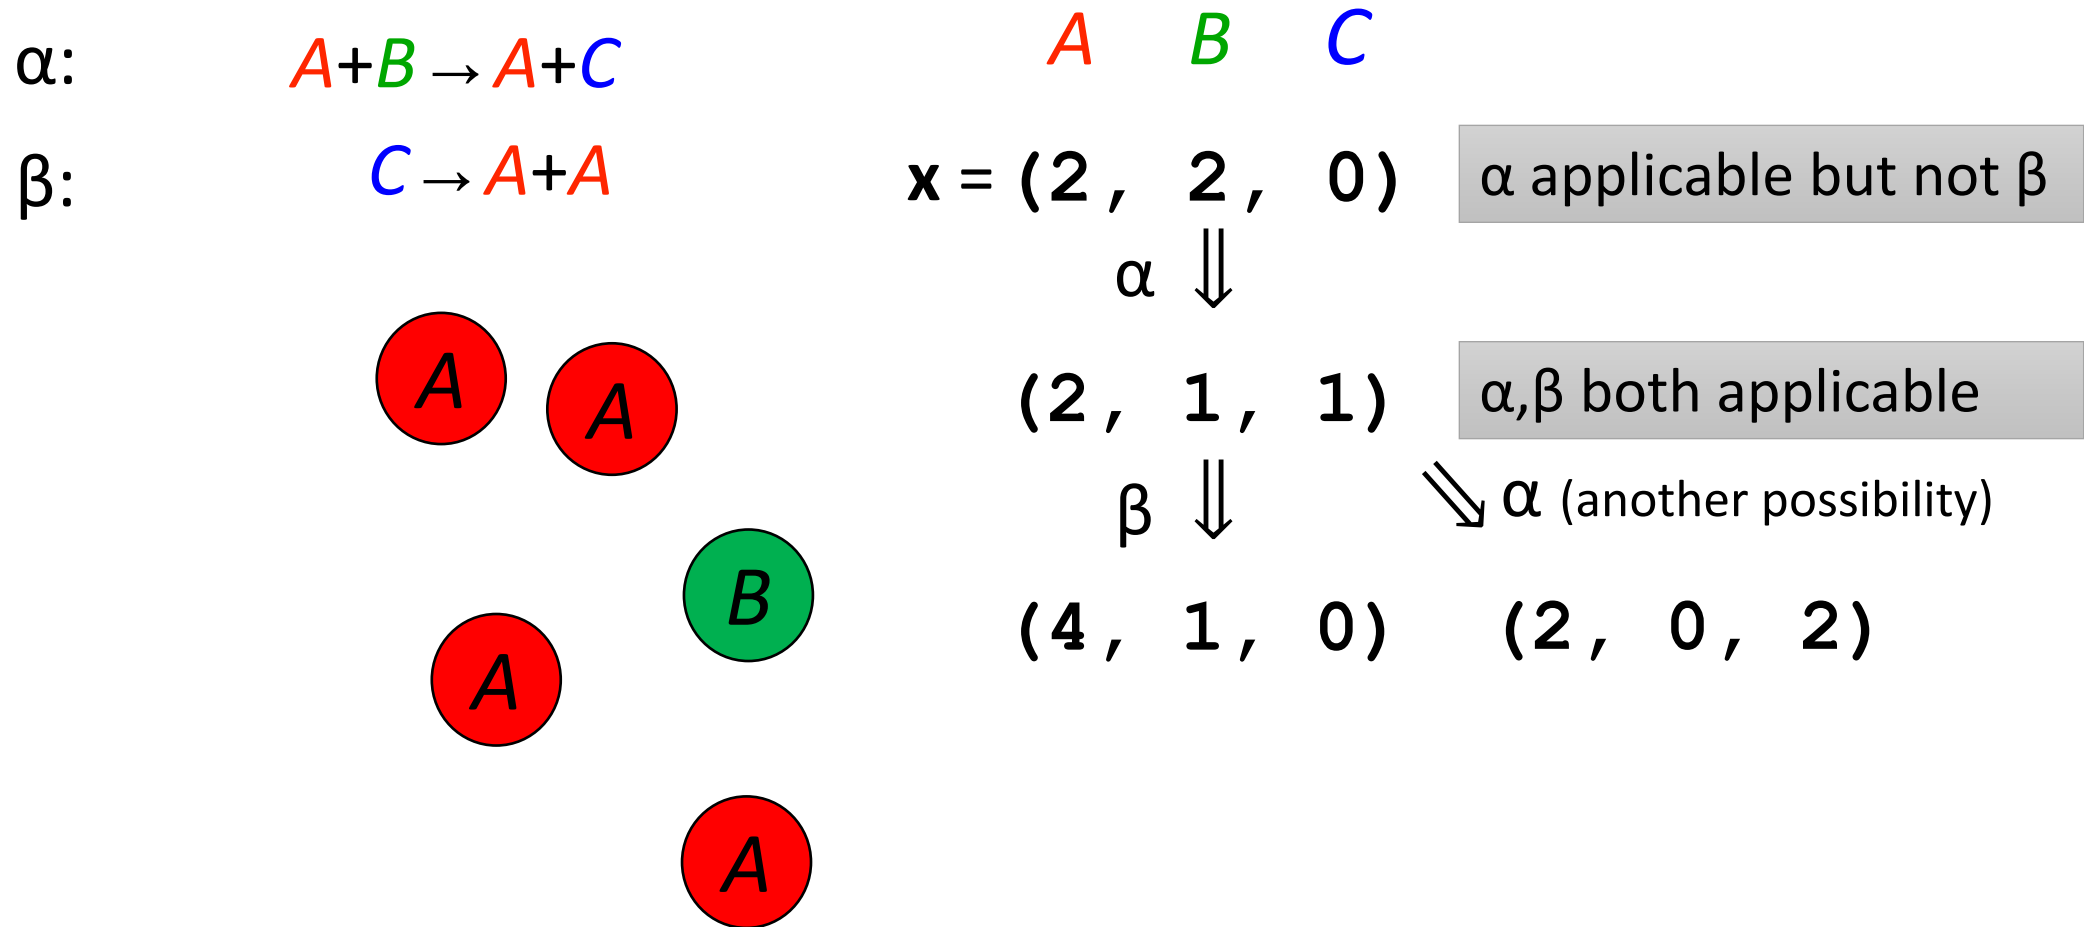 α: A+B→A+C
β: C→A+A
A B C
x = (2, 2, 0) α applicable but not β
α ⇓
(2, 1, 1) α,β both applicable
β ⇓ ⇘ α (another possibility)
(4, 1, 0) (2, 0, 2)
A
A
B
A
A